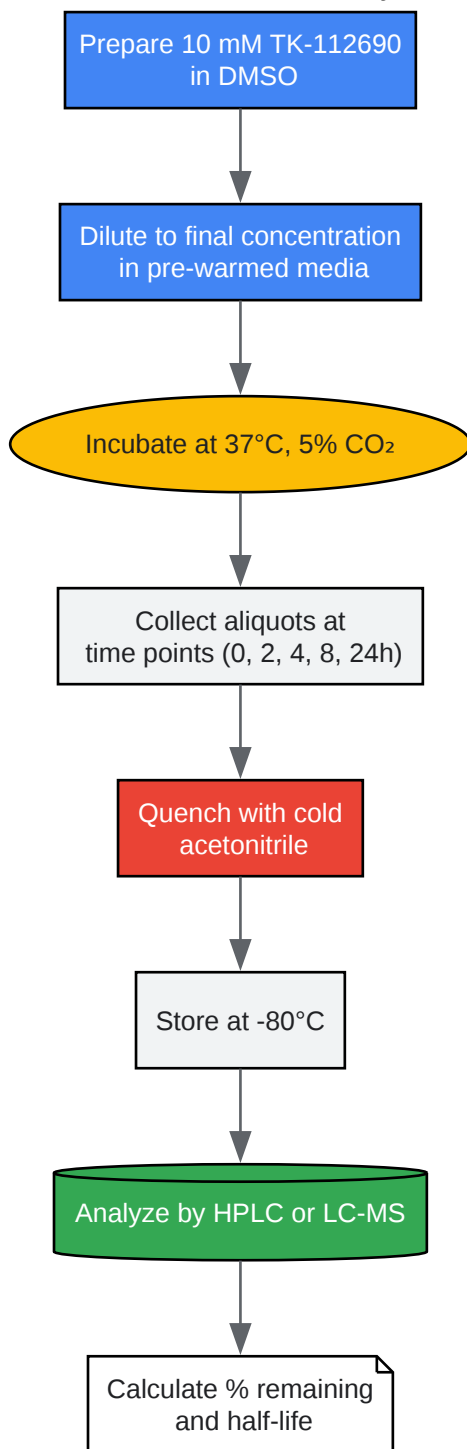 Prepare 10 mM TK-112690
in DMSO
Dilute to final concentration
in pre-warmed media
Incubate at 37°C, 5% CO₂
Collect aliquots at
time points (0, 2, 4, 8, 24h)
Quench with cold
acetonitrile
Store at -80°C
Analyze by HPLC or LC-MS
Calculate % remaining
and half-life